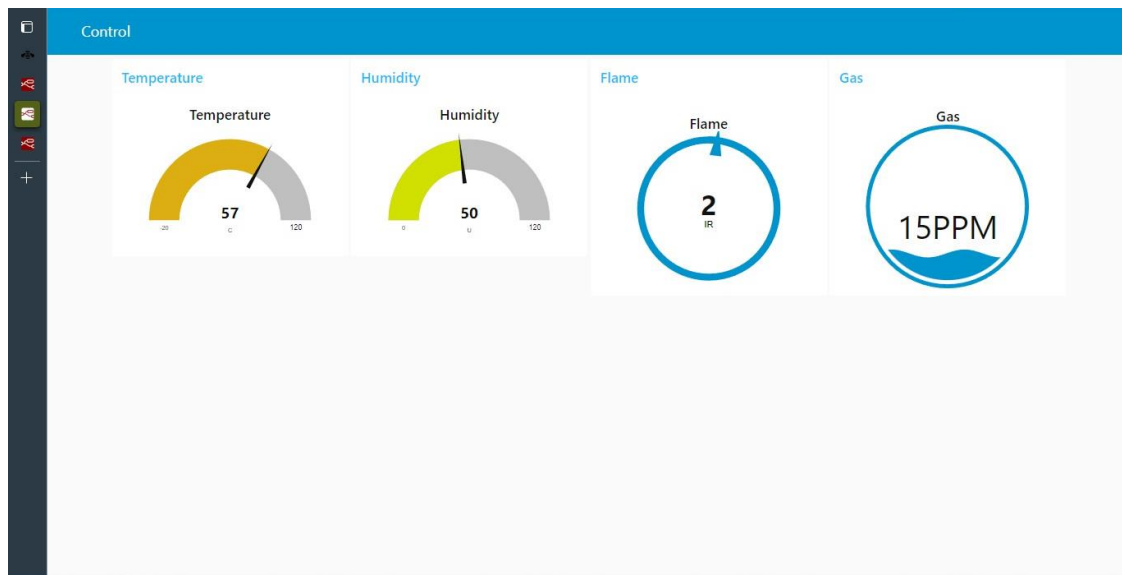 Control
Temperature
Temperature
57
C
-20
120
Humidity
Humidity
50
U
0
120
Flame
Flame
2
IR
Gas
Gas
15PPM